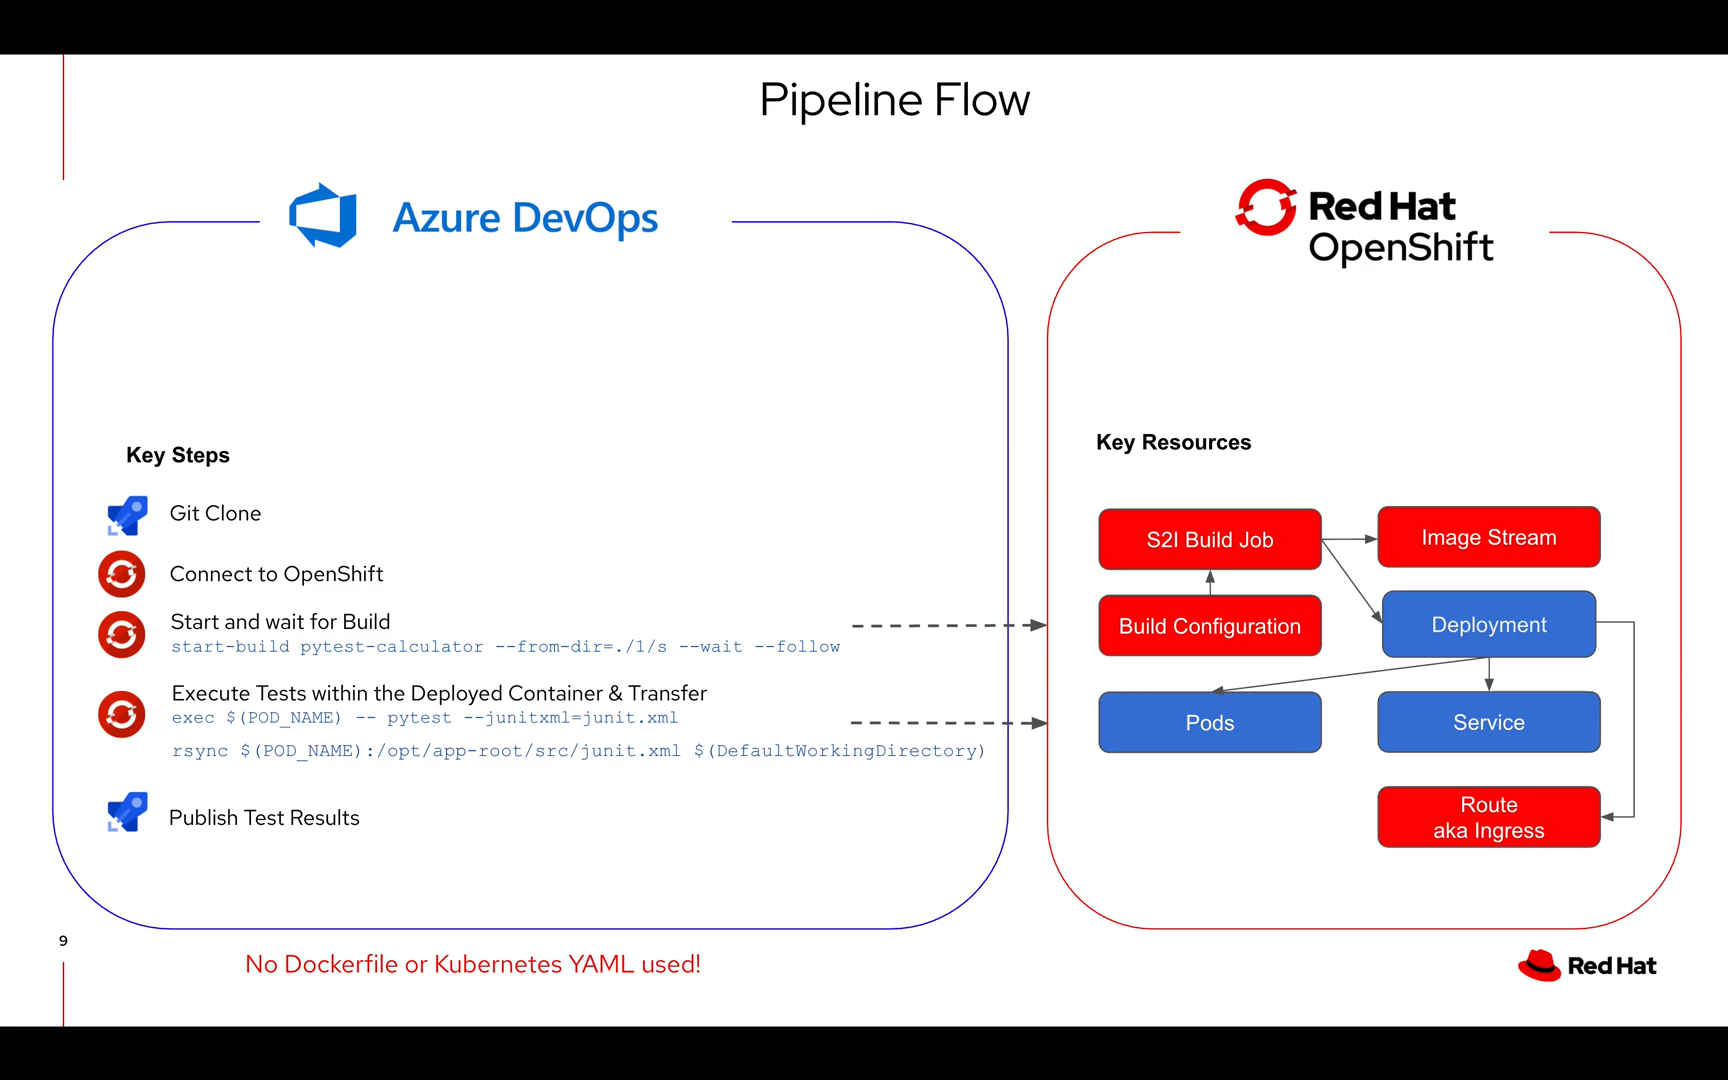 Pipeline Flow
Azure DevOps
Key Steps
Git Clone
Connect to OpenShift
Start and wait for Build
start-build pytest-calculator --from-dir=./1/s --wait --follow
Execute Tests within the Deployed Container & Transfer
exec $(POD_NAME) -- pytest --junitxml=junit.xml
rsync $(POD_NAME):/opt/app-root/src/junit.xml $(DefaultWorkingDirectory)
Publish Test Results
Red Hat
OpenShift
Key Resources
S2I Build Job
Image Stream
Build Configuration
Deployment
Pods
Service
Route
aka Ingress
9
No Dockerfile or Kubernetes YAML used!
Red Hat